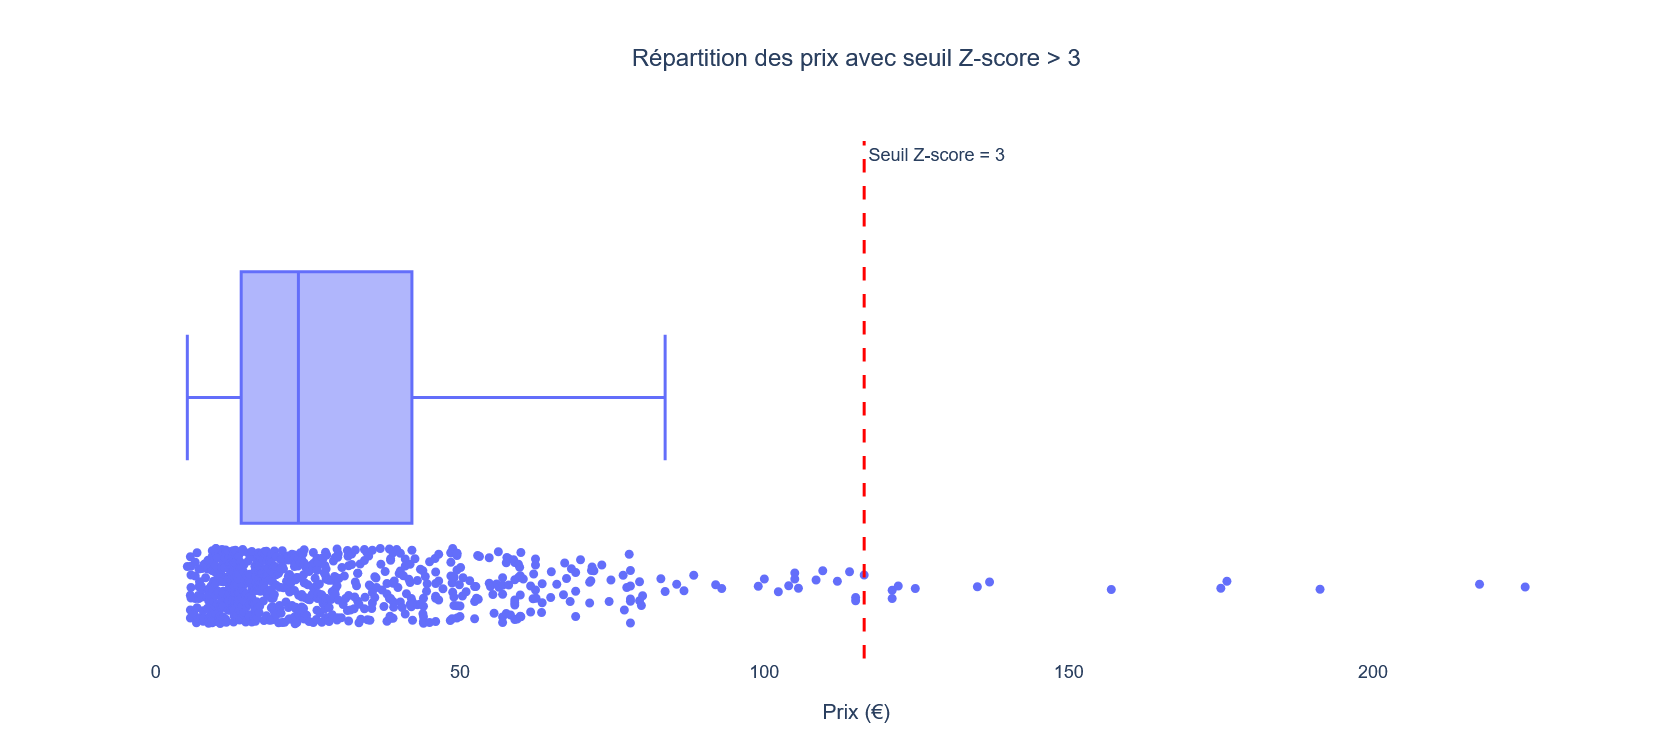 Répartition des prix avec seuil Z-score > 3
Seuil Z-score = 3
0 50 100 150 200
Prix (€)